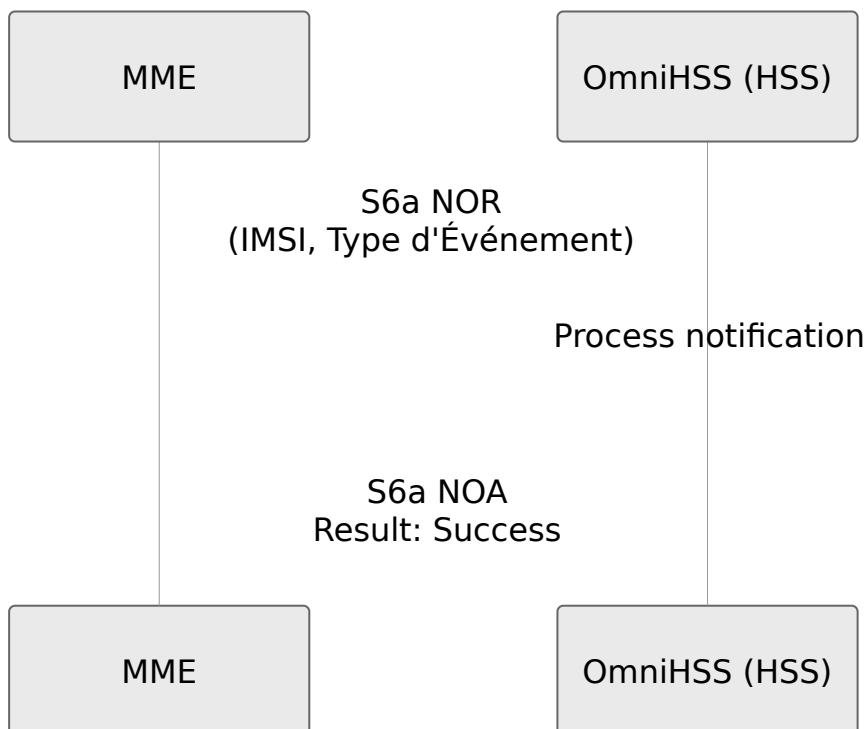 MME
OmniHSS (HSS)
S6a NOR
(IMSI, Type d'Événement)
Process notification
S6a NOA
Result: Success
MME
OmniHSS (HSS)